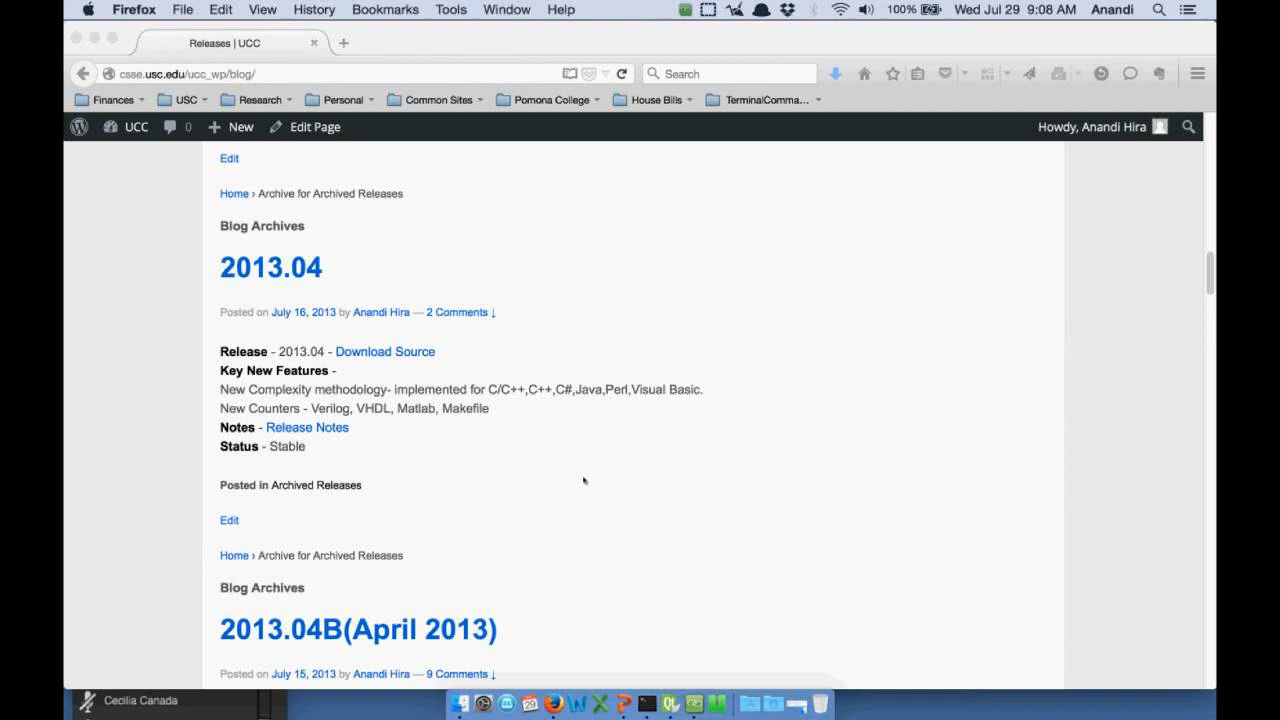 Firefox File Edit View History Bookmarks Tools Window Help 100% Wed Jul 29 9:08 AM Anandi
Releases | UCC
csse.usc.edu/ucc_wp/blog/ Search
Finances USC Research Personal Common Sites Pomona College House Bills TerminalComma...
UCC 0 New Edit Page Howdy, Anandi Hira
Edit
Home › Archive for Archived Releases
Blog Archives
2013.04
Posted on July 16, 2013 by Anandi Hira — 2 Comments ↓
Release - 2013.04 - Download Source
Key New Features -
New Complexity methodology- implemented for C/C++,C++,C#,Java,Perl,Visual Basic.
New Counters - Verilog, VHDL, Matlab, Makefile
Notes - Release Notes
Status - Stable
Posted in Archived Releases
Edit
Home › Archive for Archived Releases
Blog Archives
2013.04B(April 2013)
Posted on July 15, 2013 by Anandi Hira — 9 Comments ↓
Cecilia Canada